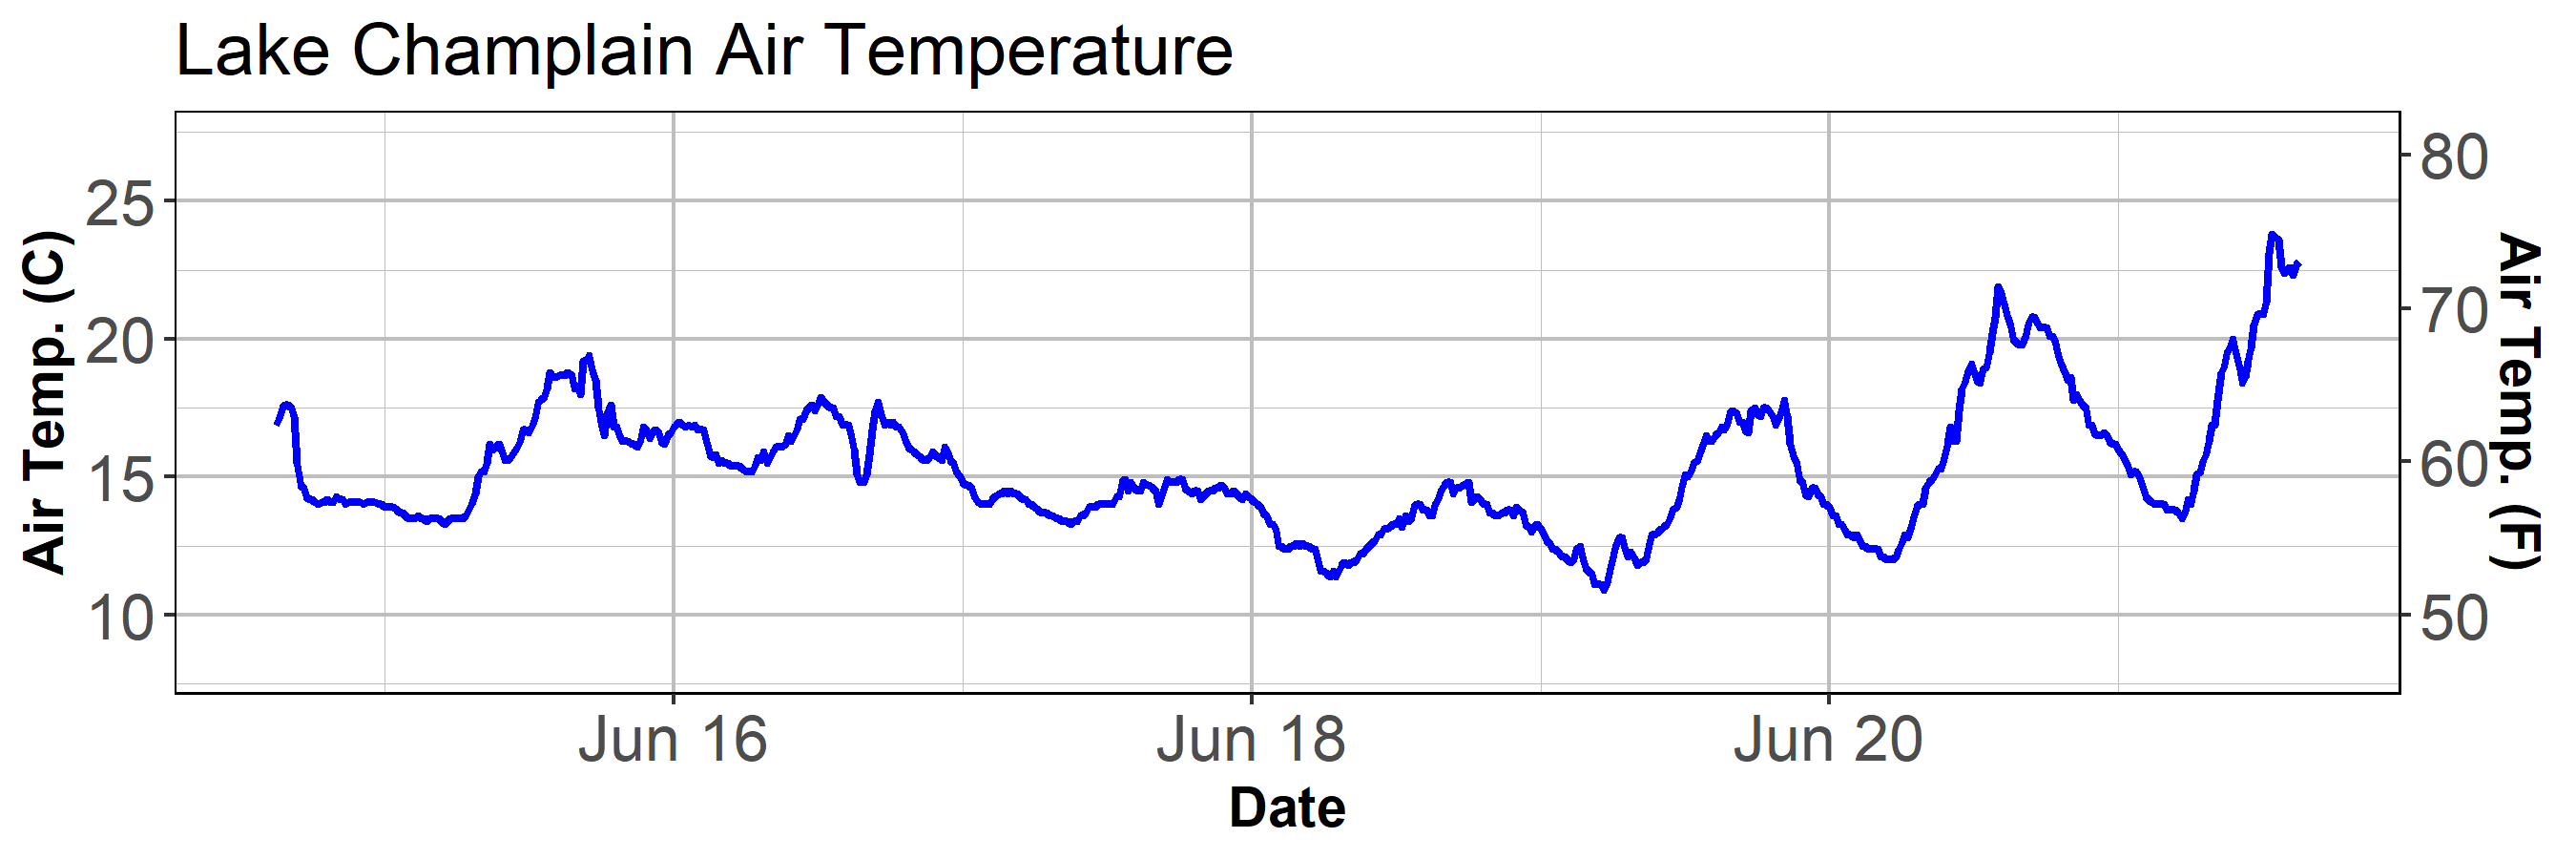 Lake Champlain Air Temperature
Air Temp. (C)
25
20
15
10
80
70
60
50
Air Temp. (F)
Jun 16
Jun 18
Jun 20
Date